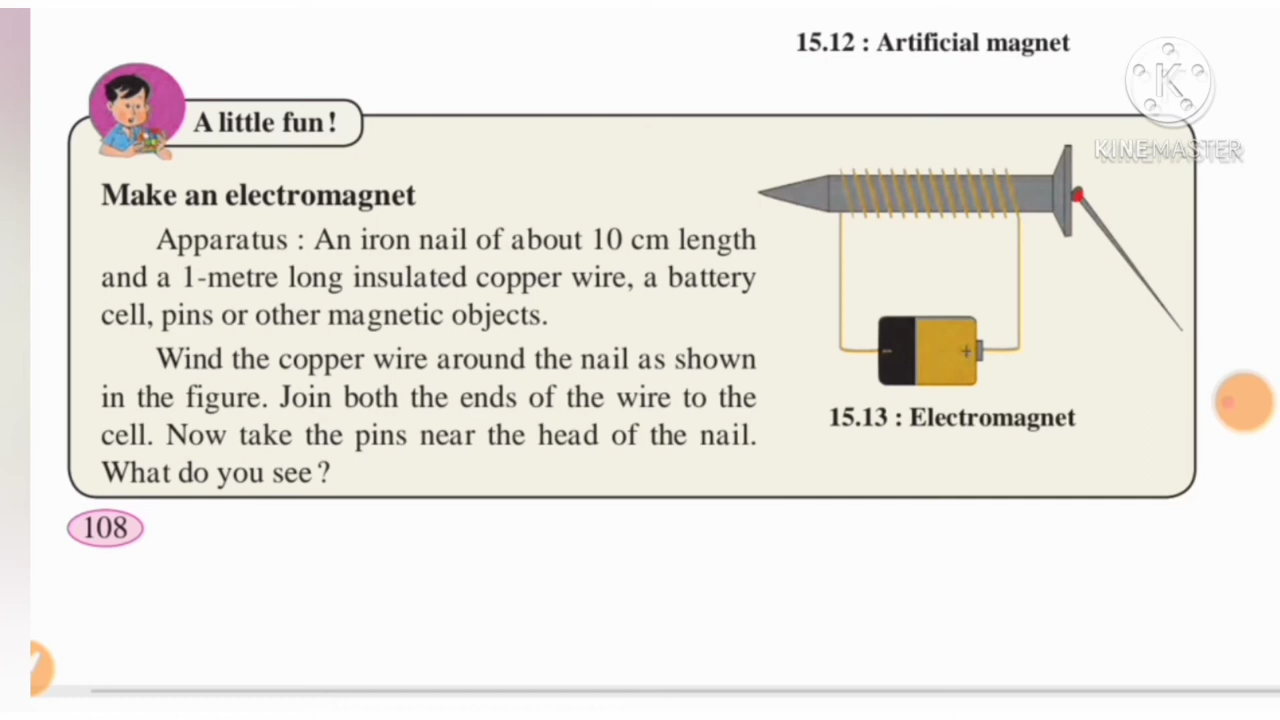 15.12 : Artificial magnet
K
KINEMASTER
A little fun!
Make an electromagnet
Apparatus : An iron nail of about 10 cm length
and a 1-metre long insulated copper wire, a battery
cell, pins or other magnetic objects.
Wind the copper wire around the nail as shown
in the figure. Join both the ends of the wire to the
cell. Now take the pins near the head of the nail.
What do you see?
- +
15.13 : Electromagnet
108